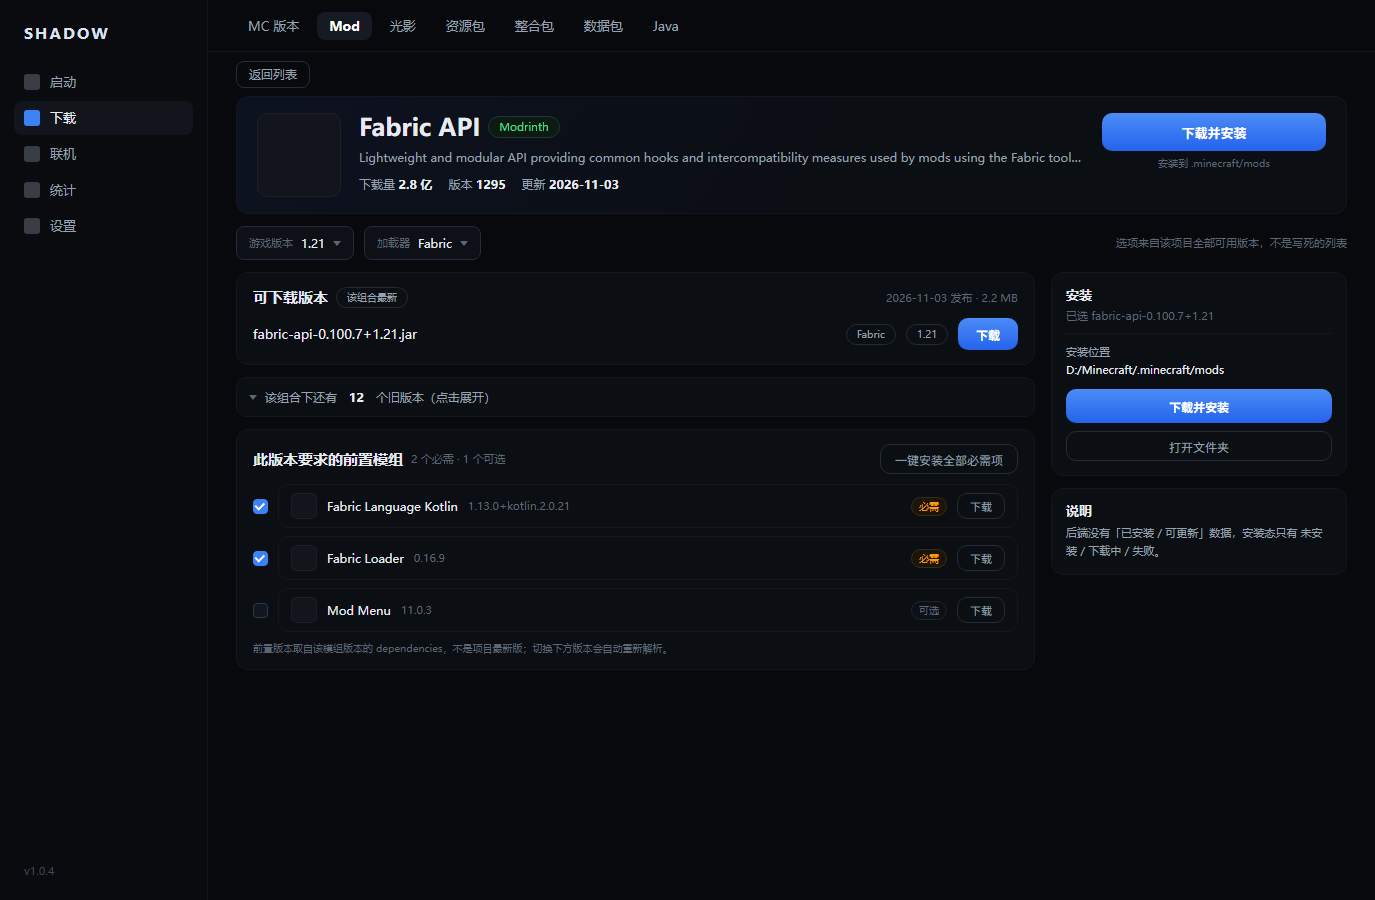 SHADOW
启动
下载
联机
统计
设置
v1.0.4
MC 版本 Mod 光影 资源包 整合包 数据包 Java
返回列表
Fabric API Modrinth
Lightweight and modular API providing common hooks and intercompatibility measures used by mods using the Fabric tool...
下载量 2.8 亿 版本 1295 更新 2026-11-03
下载并安装
安装到 .minecraft/mods
游戏版本 1.21 加载器 Fabric
选项来自该项目全部可用版本，不是写死的列表
可下载版本 该组合最新 2026-11-03 发布 · 2.2 MB
fabric-api-0.100.7+1.21.jar Fabric 1.21 下载
该组合下还有 12 个旧版本（点击展开）
此版本要求的前置模组 2 个必需 · 1 个可选 一键安装全部必需项
Fabric Language Kotlin 1.13.0+kotlin.2.0.21 必需 下载
Fabric Loader 0.16.9 必需 下载
Mod Menu 11.0.3 可选 下载
前置版本取自该模组版本的 dependencies，不是项目最新版；切换下方版本会自动重新解析。
安装
已选 fabric-api-0.100.7+1.21
安装位置
D:/Minecraft/.minecraft/mods
下载并安装
打开文件夹
说明
后端没有「已安装 / 可更新」数据，安装态只有 未安
装 / 下载中 / 失败。